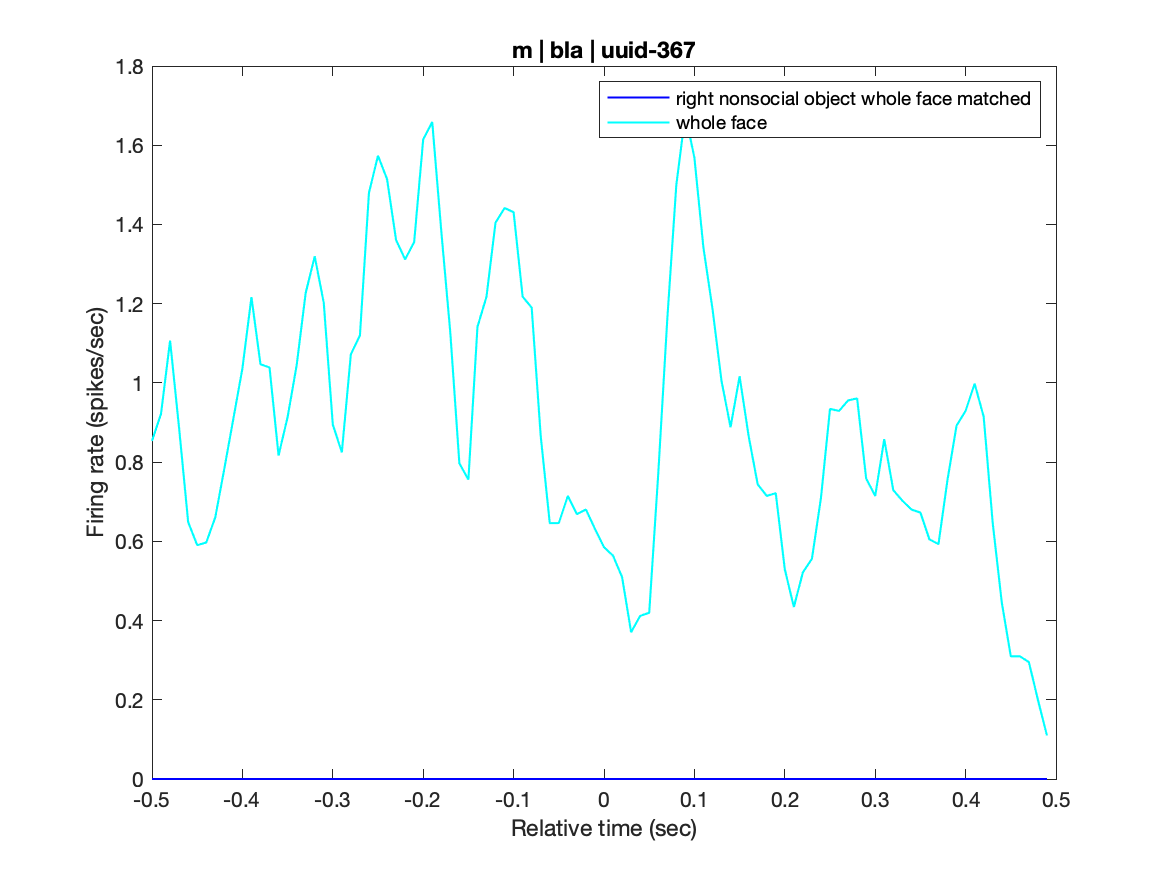 m | bla | uuid-367
right nonsocial object whole face matched
whole face
1.8
1.6
1.4
1.2
1
0.8
0.6
0.4
0.2
0
Firing rate (spikes/sec)
-0.5 -0.4 -0.3 -0.2 -0.1 0 0.1 0.2 0.3 0.4 0.5
Relative time (sec)